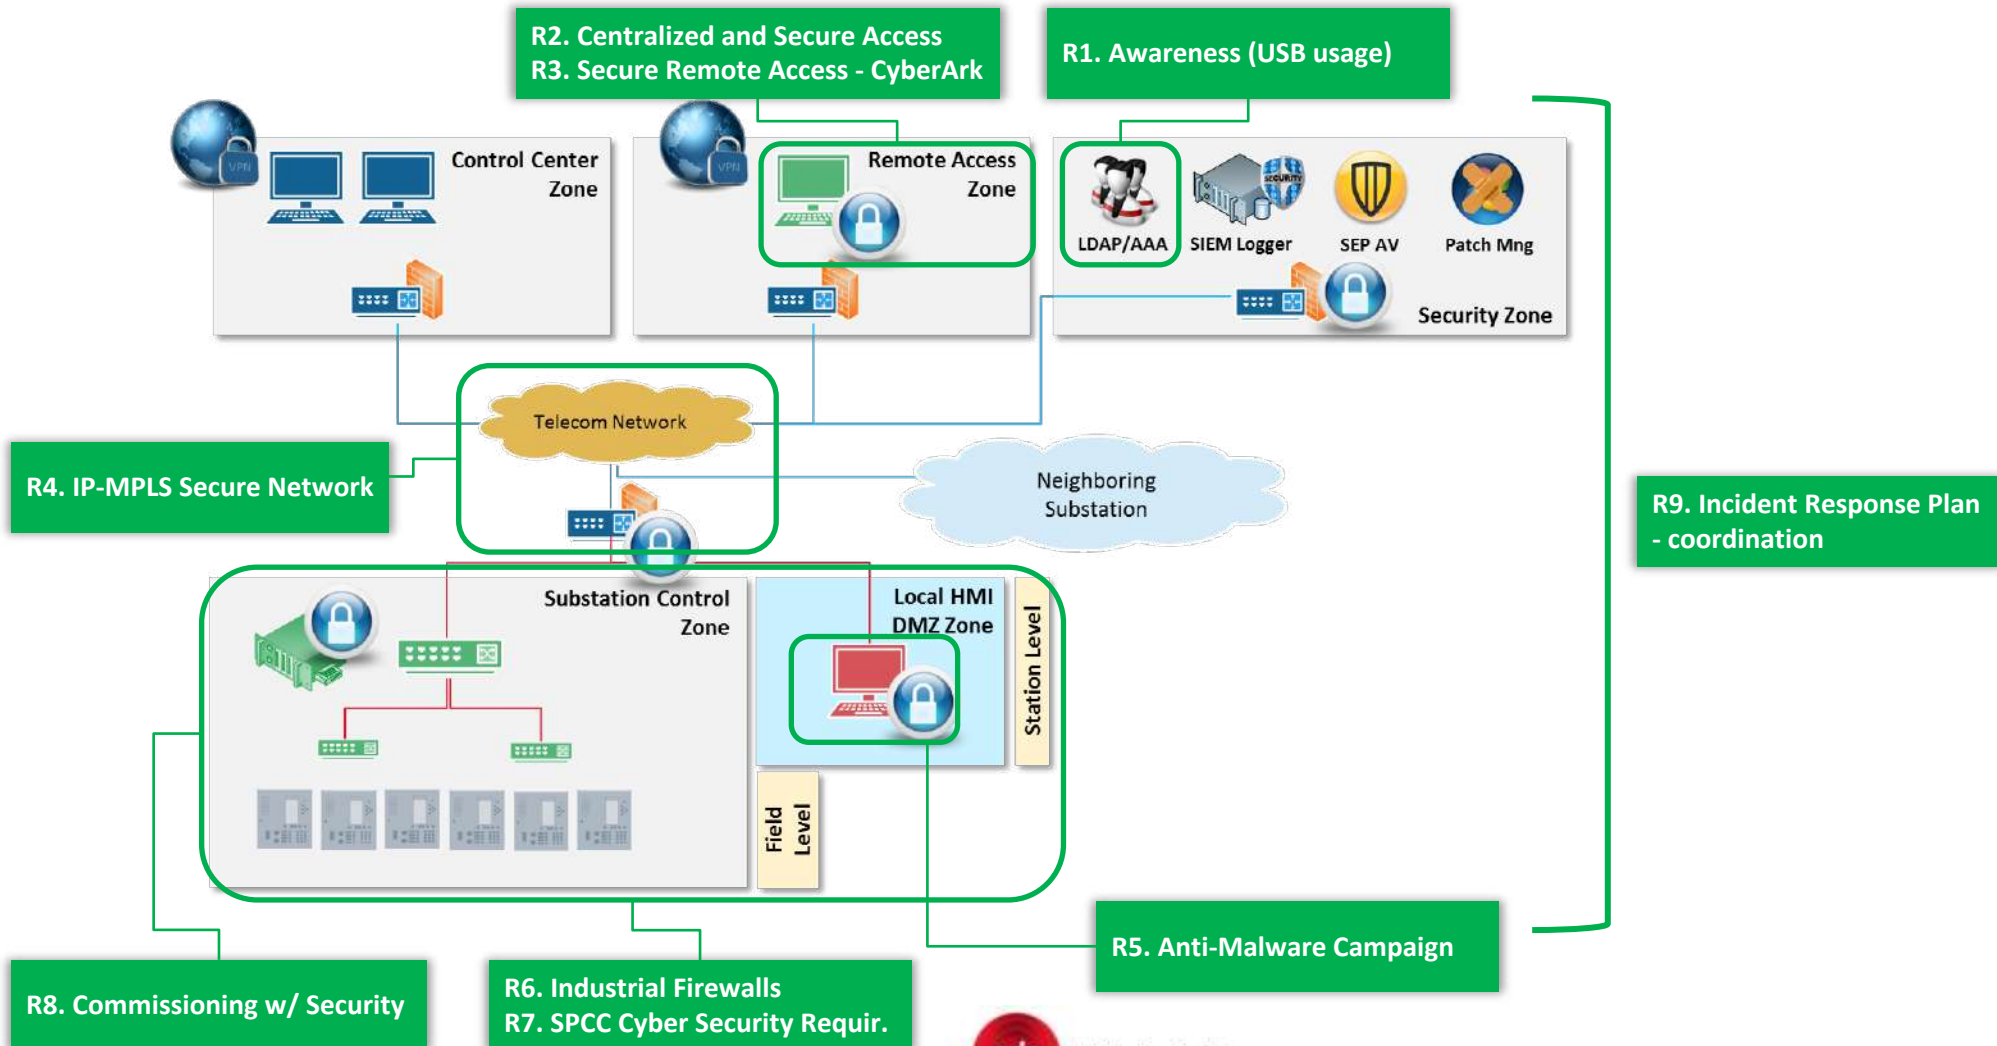 R2. Centralized and Secure Access
R3. Secure Remote Access - CyberArk
R1. Awareness (USB usage)
VPN
Control Center
Zone
VPN
Remote Access
Zone
SECURITY
LDAP/AAA
SIEM Logger
SEP AV
Patch Mng
Security Zone
Telecom Network
R4. IP-MPLS Secure Network
Neighboring
Substation
R9. Incident Response Plan
- coordination
Substation Control
Zone
Local HMI
DMZ Zone
Station Level
Field
Level
R5. Anti-Malware Campaign
R8. Commissioning w/ Security
R6. Industrial Firewalls
R7. SPCC Cyber Security Requir.